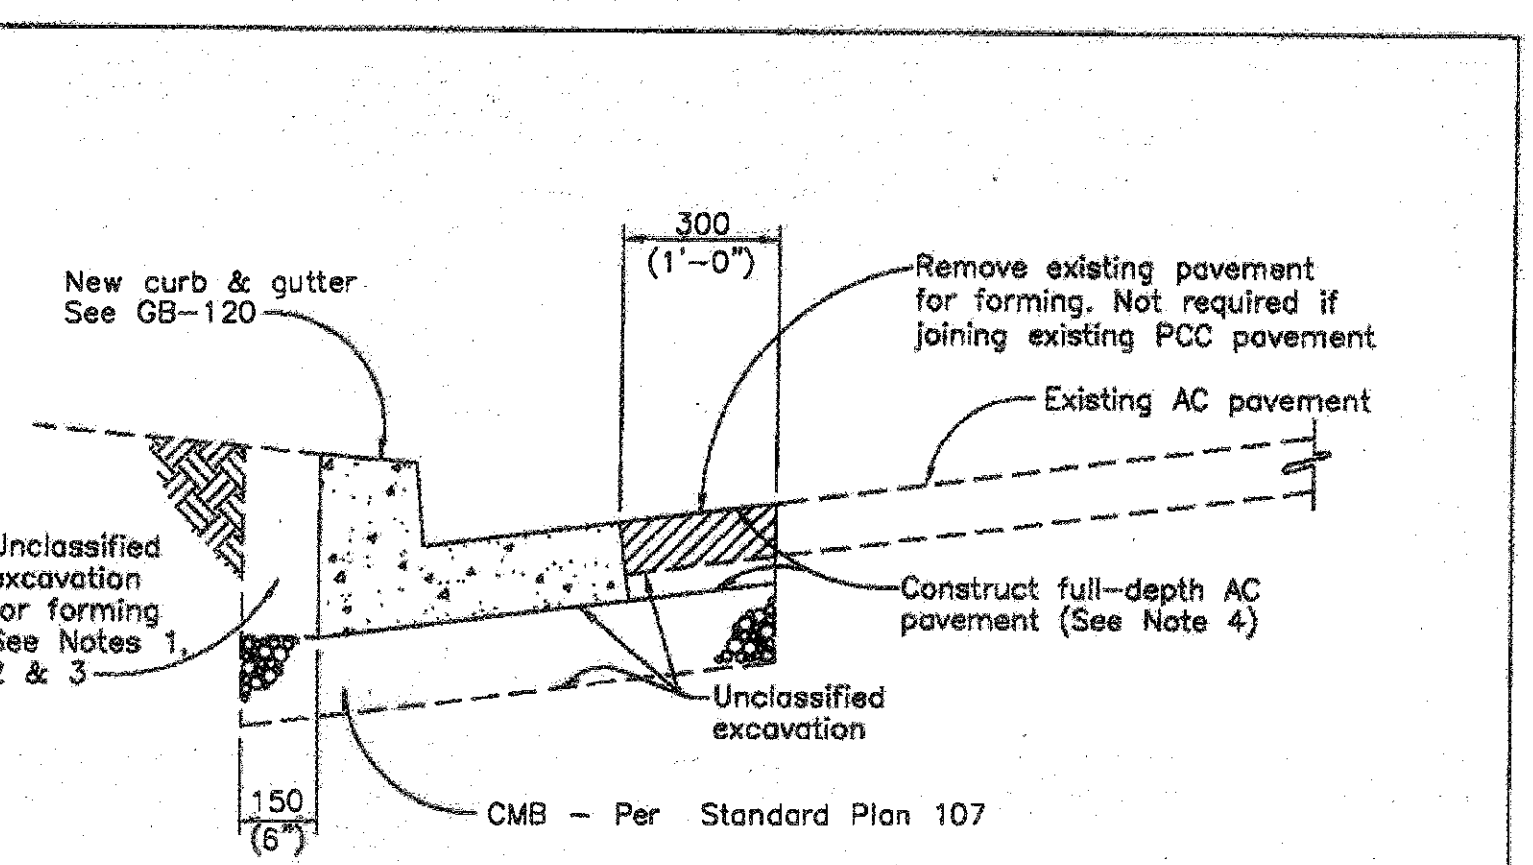 300
(1'-0")
New curb & gutter
See GB-120
Remove existing pavement
for forming. Not required if
joining existing PCC pavement
Existing AC pavement
Unclassified
excavation
for forming
See Notes 1,
2 & 3
Construct full-depth AC
pavement (See Note 4)
Unclassified
excavation
150
(6")
CMB - Per Standard Plan 107